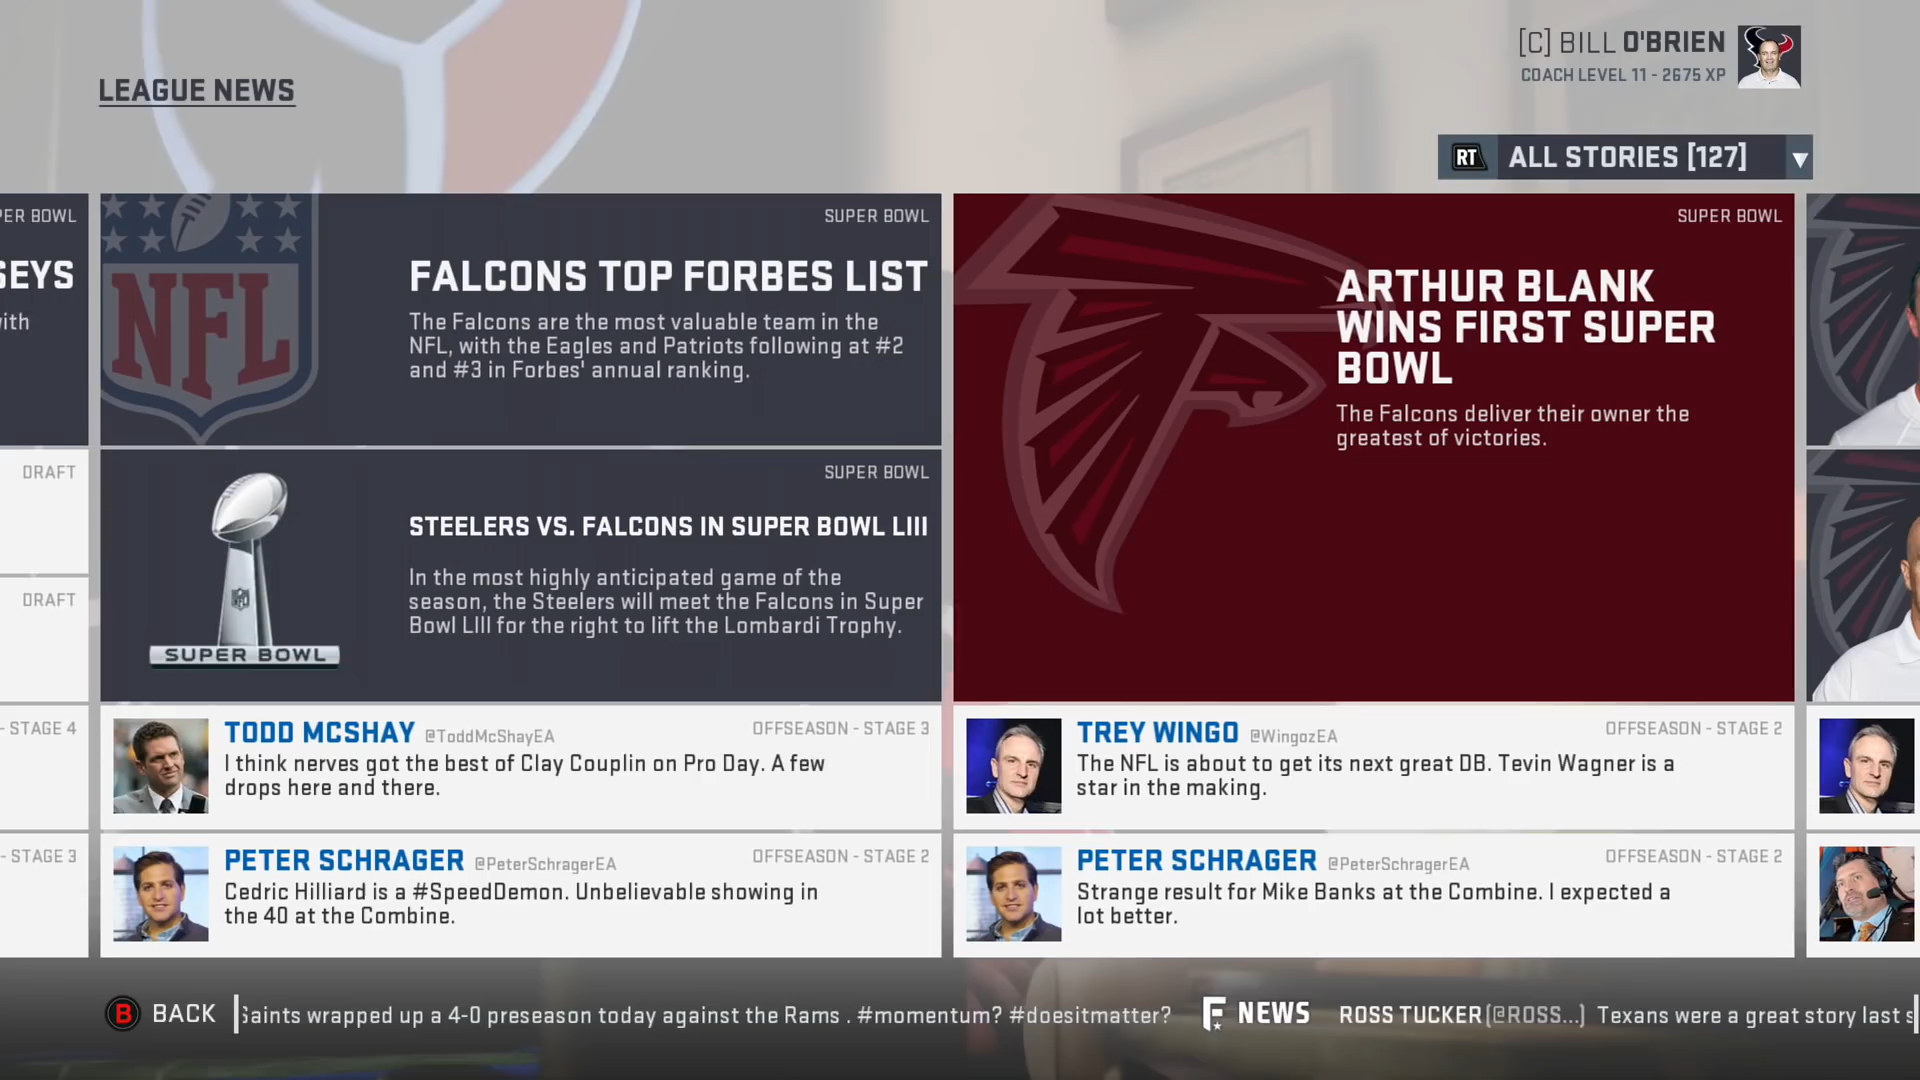 LEAGUE NEWS
[C] BILL O'BRIEN
COACH LEVEL 11 - 2675 XP
RT ALL STORIES [127]
SUPER BOWL
ith
DRAFT
DRAFT
- STAGE 4
- STAGE 3
NFL
SUPER BOWL
FALCONS TOP FORBES LIST
The Falcons are the most valuable team in the
NFL, with the Eagles and Patriots following at #2
and #3 in Forbes' annual ranking.
SUPER BOWL
STEELERS VS. FALCONS IN SUPER BOWL LIII
In the most highly anticipated game of the
season, the Steelers will meet the Falcons in Super
Bowl LIII for the right to lift the Lombardi Trophy.
NFL
SUPER BOWL
TODD MCSHAY @ToddMcShayEA OFFSEASON - STAGE 3
I think nerves got the best of Clay Couplin on Pro Day. A few
drops here and there.
PETER SCHRAGER @PeterSchragerEA OFFSEASON - STAGE 2
Cedric Hilliard is a #SpeedDemon. Unbelievable showing in
the 40 at the Combine.
SUPER BOWL
ARTHUR BLANK
WINS FIRST SUPER
BOWL
The Falcons deliver their owner the
greatest of victories.
TREY WINGO @WingozEA OFFSEASON - STAGE 2
The NFL is about to get its next great DB. Tevin Wagner is a
star in the making.
PETER SCHRAGER @PeterSchragerEA OFFSEASON - STAGE 2
Strange result for Mike Banks at the Combine. I expected a
lot better.
B BACK Saints wrapped up a 4-0 preseason today against the Rams . #momentum? #doesitmatter? F NEWS ROSS TUCKER (@ROSS...) Texans were a great story last s